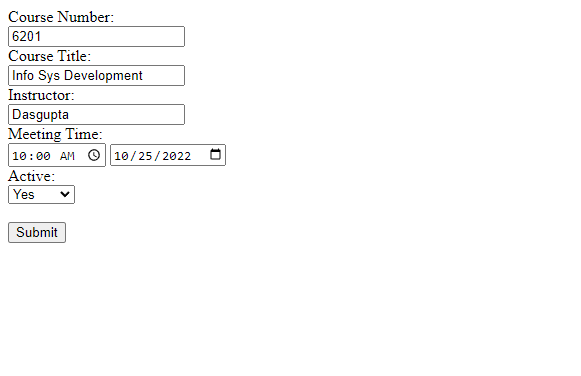 Course Number:
6201
Course Title:
Info Sys Development
Instructor:
Dasgupta
Meeting Time:
10:00 AM 10/25/2022
Active:
Yes
Submit